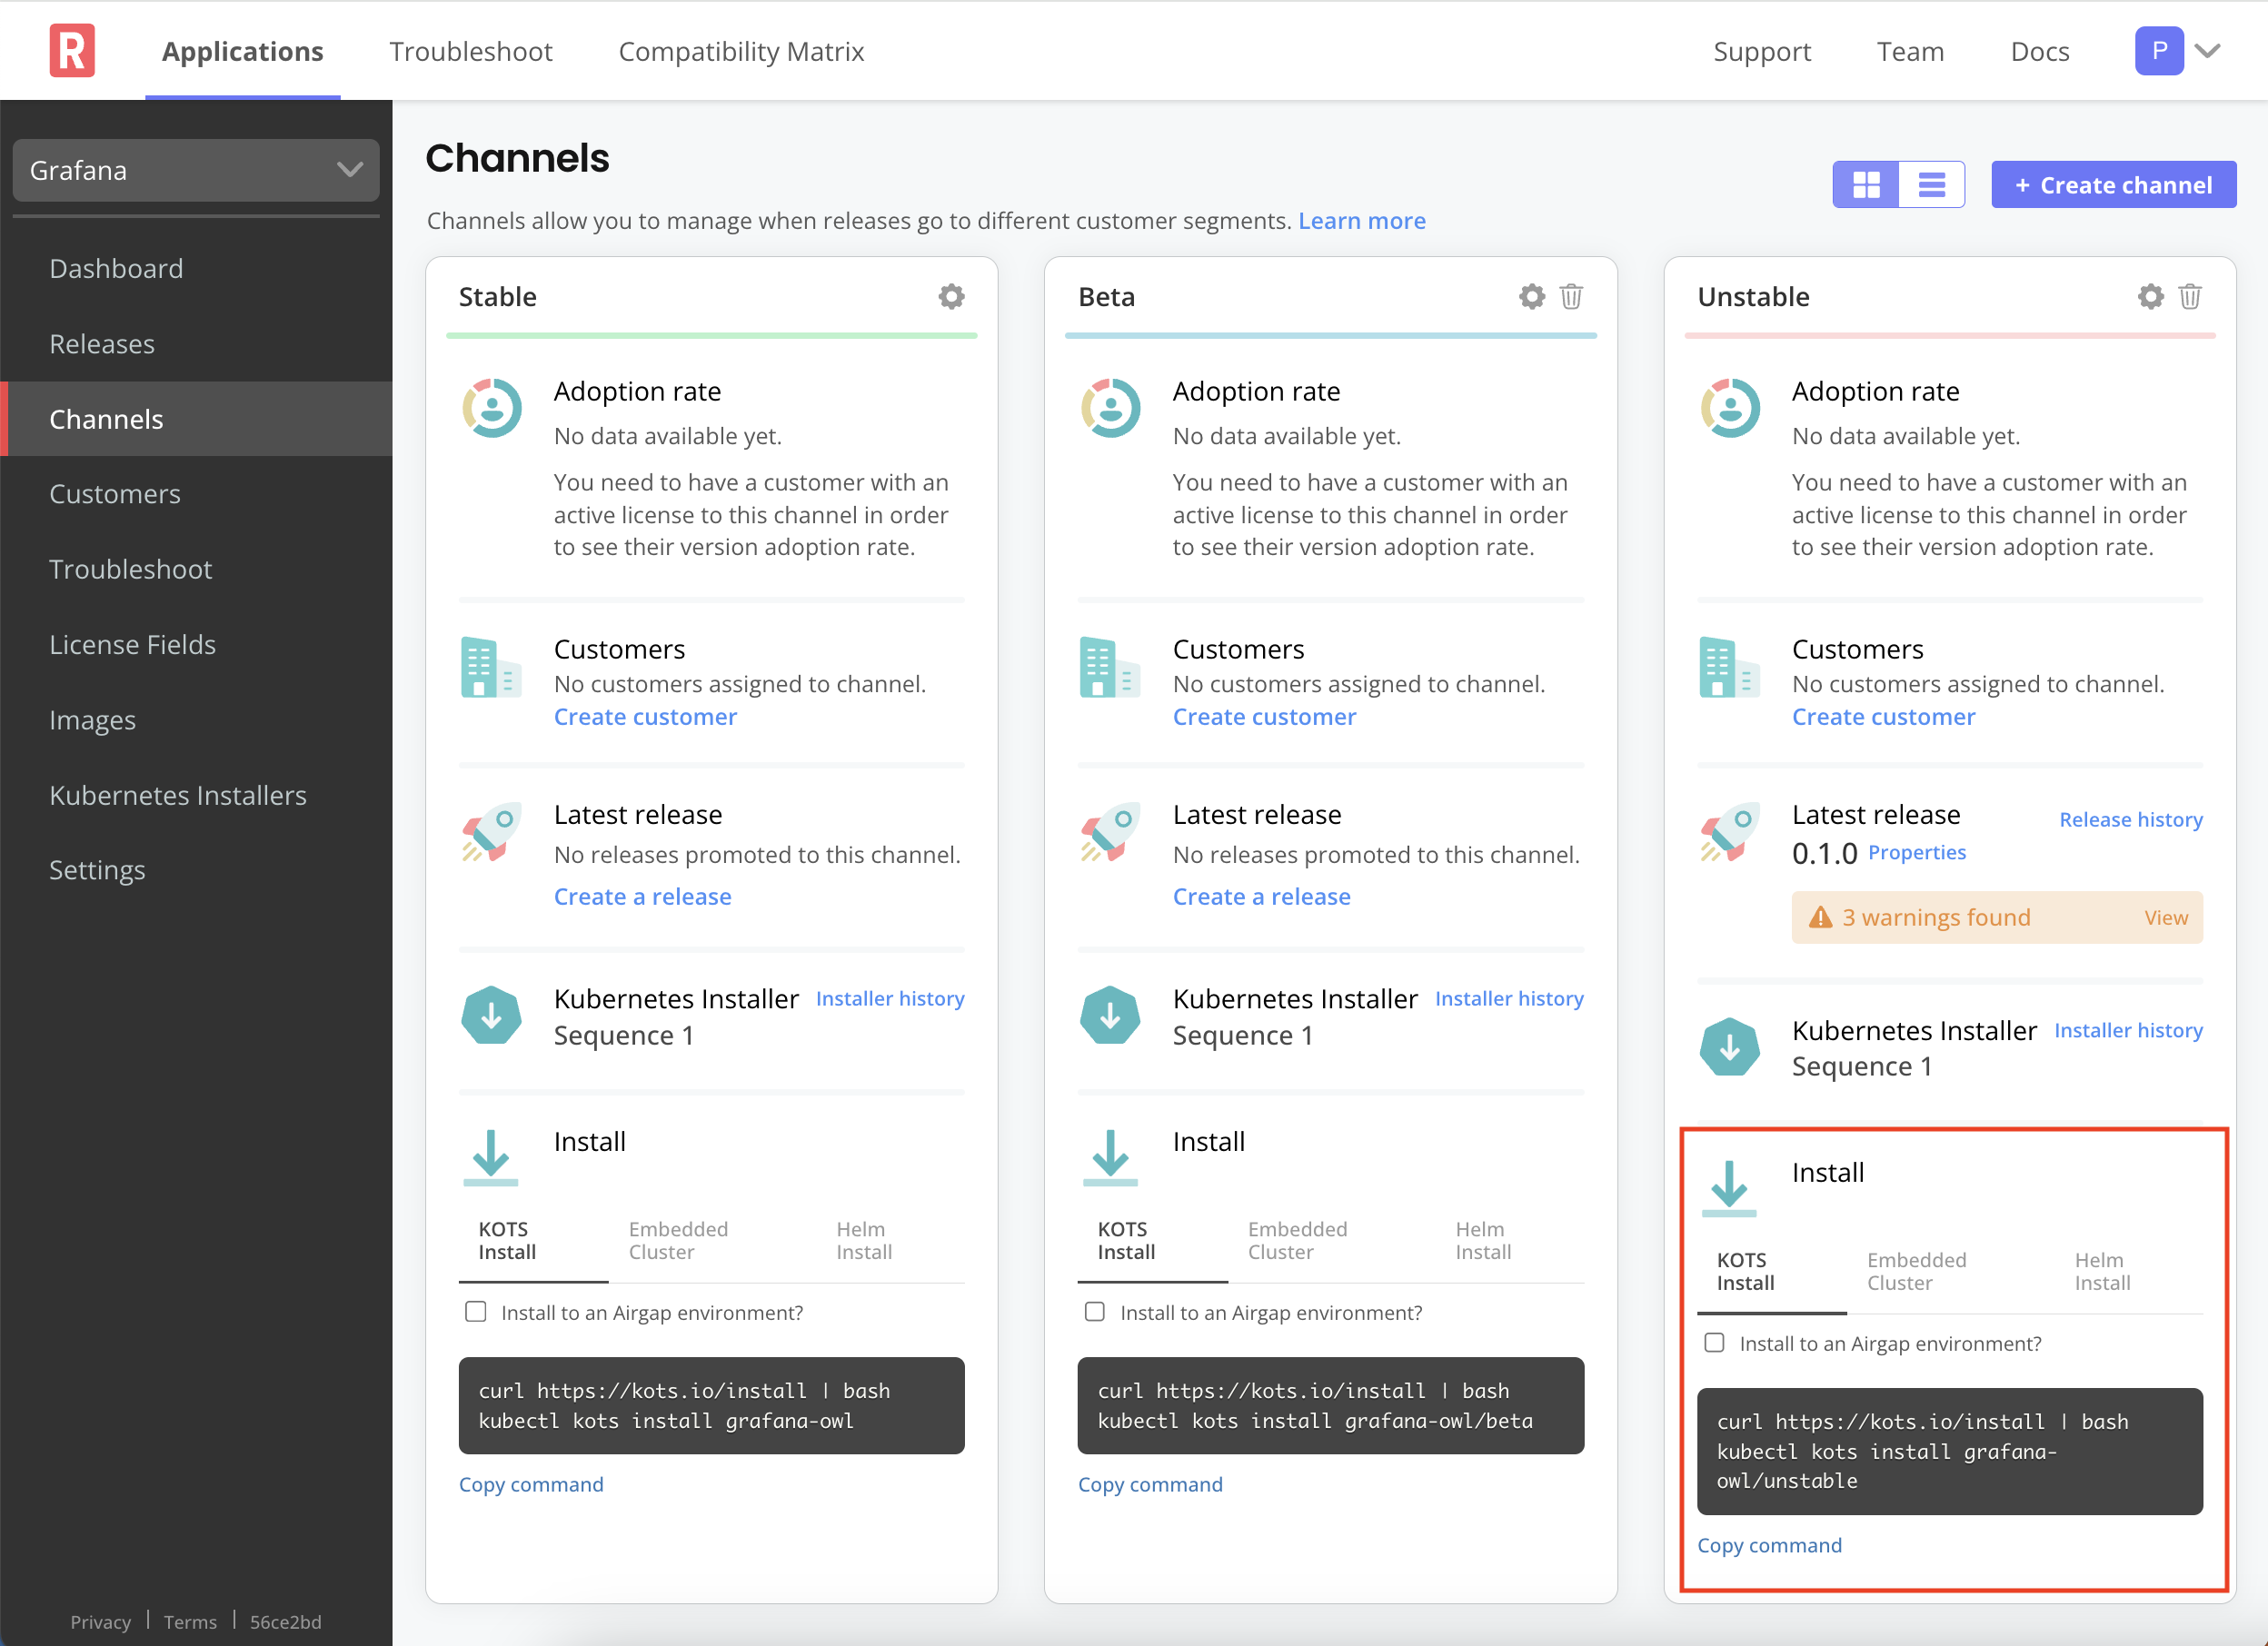 R
Applications
Troubleshoot
Compatibility Matrix
Support
Team
Docs
P
Grafana
Dashboard
Releases
Channels
Customers
Troubleshoot
License Fields
Images
Kubernetes Installers
Settings
Privacy | Terms | 56ce2bd
Channels
Channels allow you to manage when releases go to different customer segments. Learn more
+ Create channel
Stable
Adoption rate
No data available yet.
You need to have a customer with an
active license to this channel in order
to see their version adoption rate.
Customers
No customers assigned to channel.
Create customer
Latest release
No releases promoted to this channel.
Create a release
Kubernetes Installer Installer history
Sequence 1
Install
KOTS Install
Embedded Cluster
Helm Install
Install to an Airgap environment?
curl https://kots.io/install | bash
kubectl kots install grafana-owl
Copy command
Beta
Adoption rate
No data available yet.
You need to have a customer with an
active license to this channel in order
to see their version adoption rate.
Customers
No customers assigned to channel.
Create customer
Latest release
No releases promoted to this channel.
Create a release
Kubernetes Installer Installer history
Sequence 1
Install
KOTS Install
Embedded Cluster
Helm Install
Install to an Airgap environment?
curl https://kots.io/install | bash
kubectl kots install grafana-owl/beta
Copy command
Unstable
Adoption rate
No data available yet.
You need to have a customer with an
active license to this channel in order
to see their version adoption rate.
Customers
No customers assigned to channel.
Create customer
Latest release Release history
0.1.0 Properties
3 warnings found View
Kubernetes Installer Installer history
Sequence 1
Install
KOTS Install
Embedded Cluster
Helm Install
Install to an Airgap environment?
curl https://kots.io/install | bash
kubectl kots install grafana-
owl/unstable
Copy command